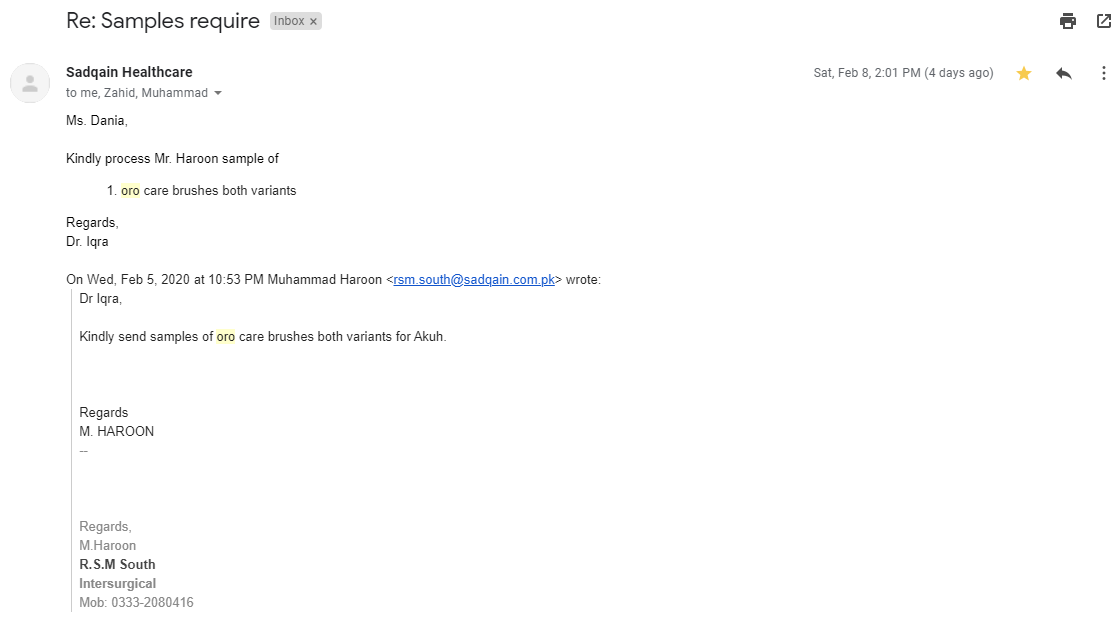 Re: Samples require Inbox ×
Sadqain Healthcare
Sat, Feb 8, 2:01 PM (4 days ago)
to me, Zahid, Muhammad
Ms. Dania,
Kindly process Mr. Haroon sample of
1. oro care brushes both variants
Regards,
Dr. Iqra
On Wed, Feb 5, 2020 at 10:53 PM Muhammad Haroon <rsm.south@sadqain.com.pk> wrote:
Dr Iqra,
Kindly send samples of oro care brushes both variants for Akuh.
Regards
M. HAROON
--
Regards,
M.Haroon
R.S.M South
Intersurgical
Mob: 0333-2080416